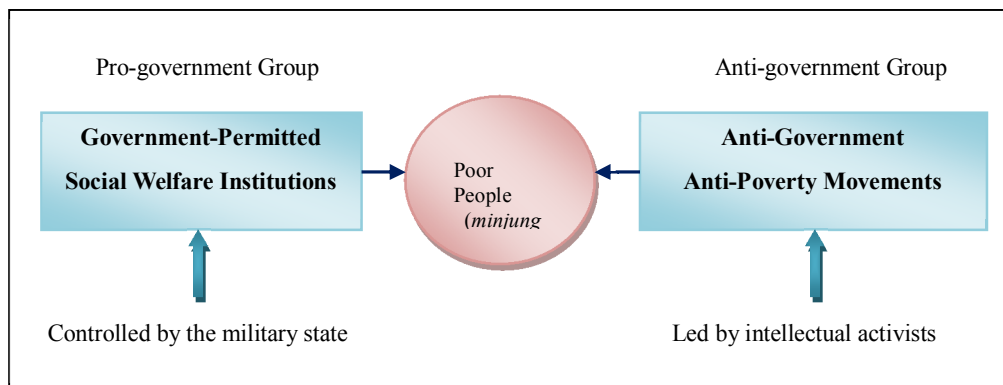 Pro-government Group
Anti-government Group
Government-Permitted
Social Welfare Institutions
Poor
People
(minjung
Anti-Government
Anti-Poverty Movements
Controlled by the military state
Led by intellectual activists